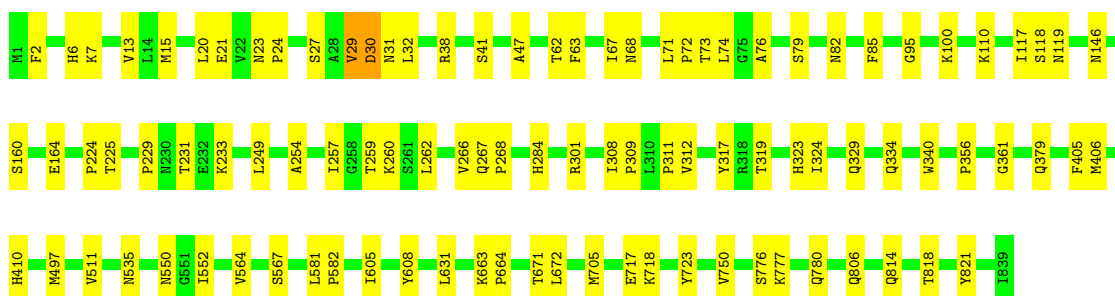 M1 F2 H6 K7 V13 L14 M15 L20 E21 V22 N23 P24 S27 A28 V29 D30 N31 L32 R38 S41 A47 T62 F63 I67 N68 L71 P72 T73 L74 G75 A76 S79 N82 F85 G95 K100 K110 I117 S118 N119 N146
S160 E164 P224 T225 P229 N230 T231 E232 K233 L249 A254 I257 G258 T259 K260 S261 L262 V266 Q267 P268 H284 R301 I308 P309 L310 P311 V312 Y317 R318 T319 H323 I324 Q329 Q334 W340 P356 G361 Q379 F405 M406
H410 M497 V511 N535 N550 G551 I552 V564 S567 L581 P582 I605 Y608 L631 K663 P664 T671 L672 M705 E717 K718 Y723 V750 S776 K777 Q780 Q806 Q814 T818 Y821 I839